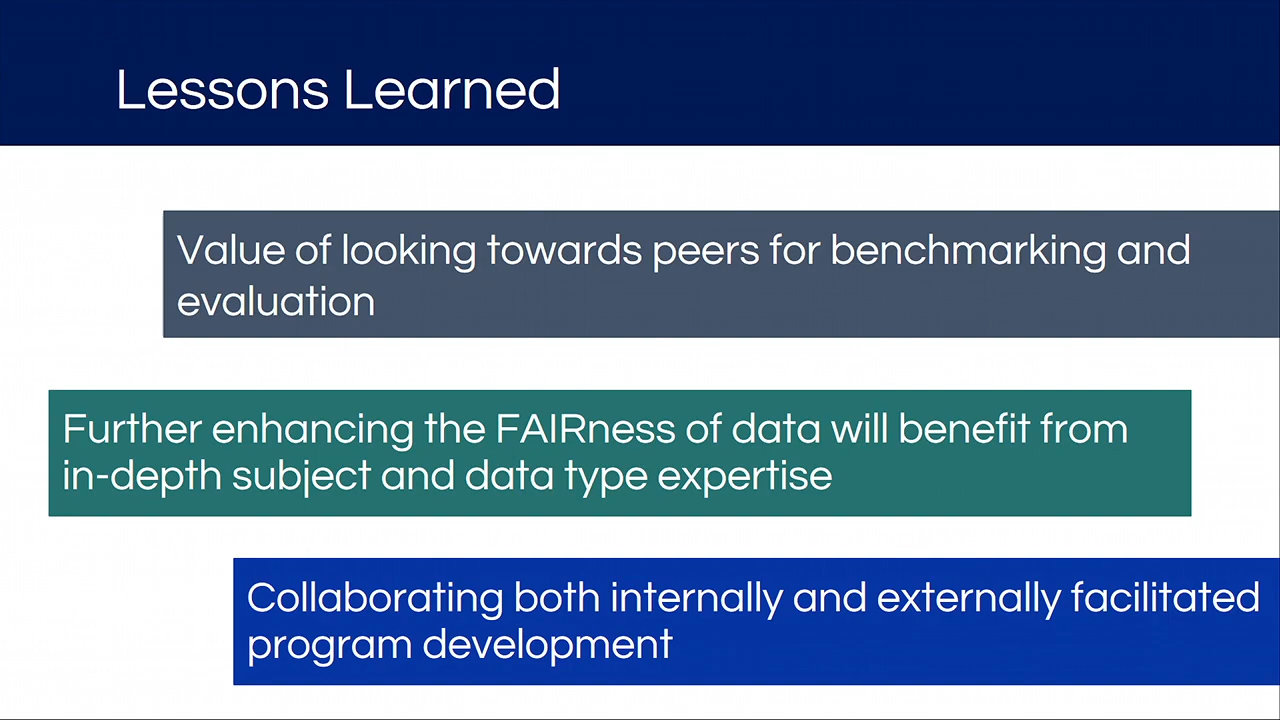 Lessons Learned
Value of looking towards peers for benchmarking and
evaluation
Further enhancing the FAIRness of data will benefit from
in-depth subject and data type expertise
Collaborating both internally and externally facilitated
program development